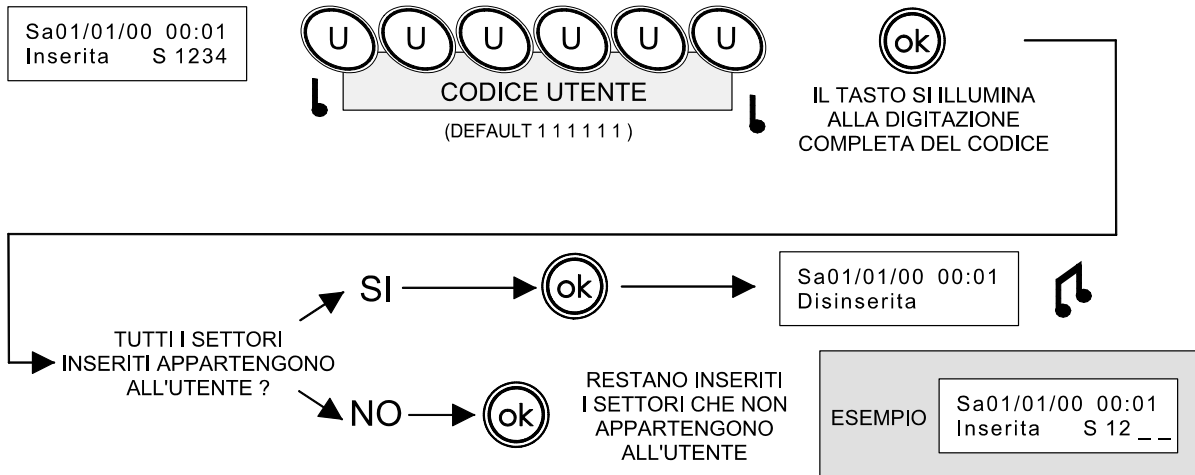 Sa01/01/00 00:01
Inserita S 1234
U U U U U U
CODICE UTENTE
(DEFAULT 1 1 1 1 1 1 )
ok
IL TASTO SI ILLUMINA
ALLA DIGITAZIONE
COMPLETA DEL CODICE
TUTTI I SETTORI
INSERITI APPARTENGONO
ALL'UTENTE ?
SI
ok
Sa01/01/00 00:01
Disinserita
NO
ok
RESTANO INSERITI
I SETTORI CHE NON
APPARTENGONO
ALL'UTENTE
ESEMPIO
Sa01/01/00 00:01
Inserita S 12 _ _